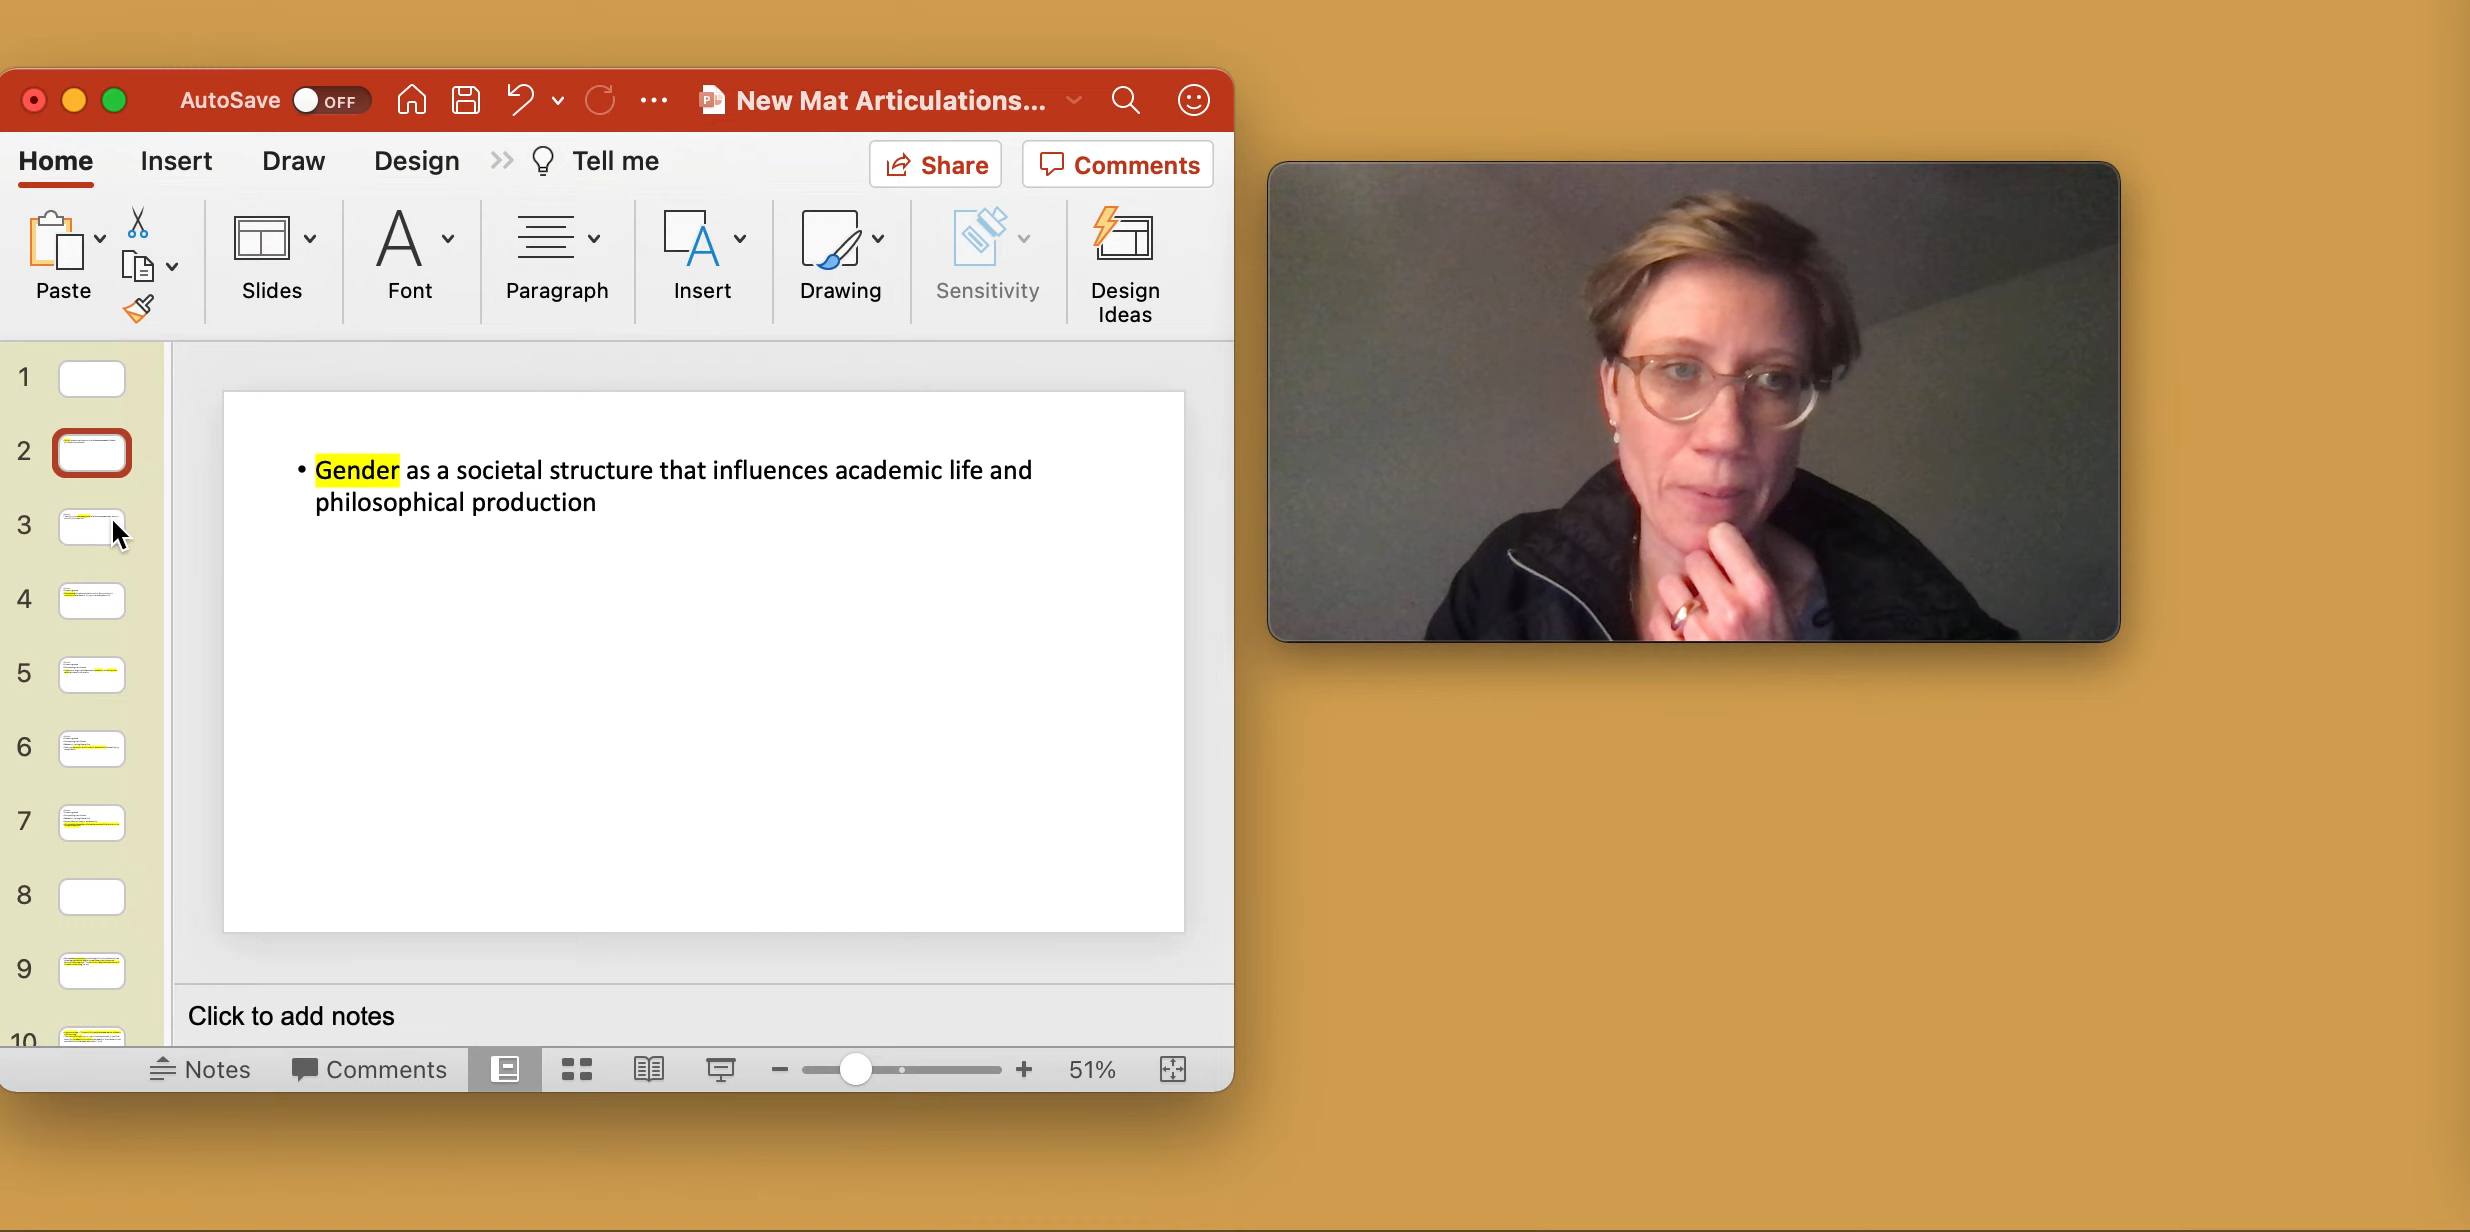 AutoSave OFF New Mat Articulations...
Home Insert Draw Design Tell me Share Comments
Paste Slides Font Paragraph Insert Drawing Sensitivity Design
Ideas
1
2
3
4
5
6
7
8
9
10
• Gender as a societal structure that influences academic life and
philosophical production
Click to add notes
Notes Comments 51%